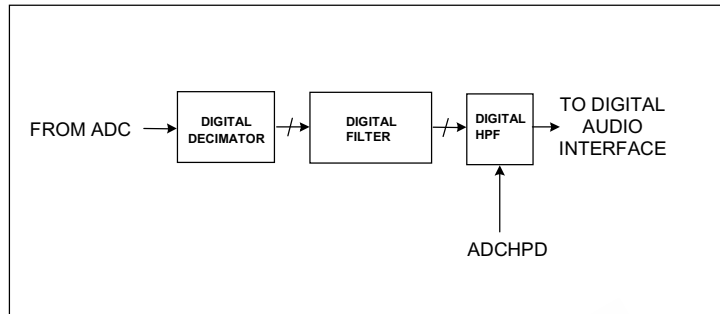 FROM ADC
DIGITAL
DECIMATOR
DIGITAL
FILTER
DIGITAL
HPF
TO DIGITAL
AUDIO
INTERFACE
ADCHPD